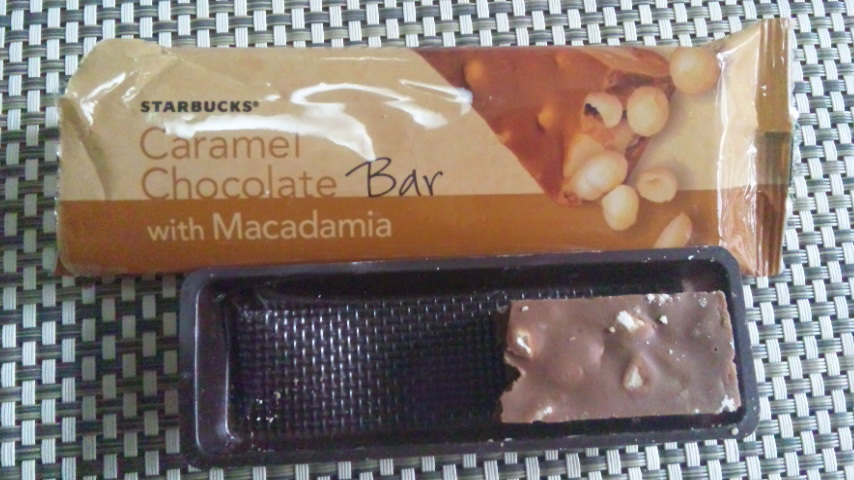 STARBUCKS®
Caramel
Chocolate Bar
with Macadamia